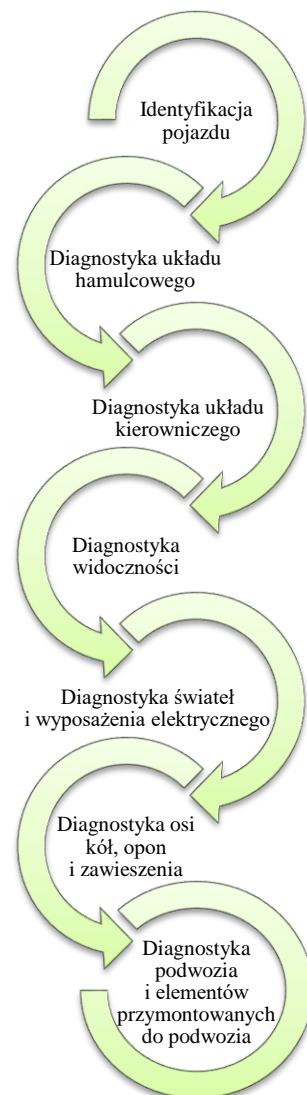 Identyfikacja
pojazdu
Diagnostyka układu
hamulcowego
Diagnostyka układu
kierowniczego
Diagnostyka
widoczności
Diagnostyka świateł
i wyposażenia elektrycznego
Diagnostyka osi
kół, opon
i zawieszenia
Diagnostyka
podwozia
i elementów
przymontowanych
do podwozia